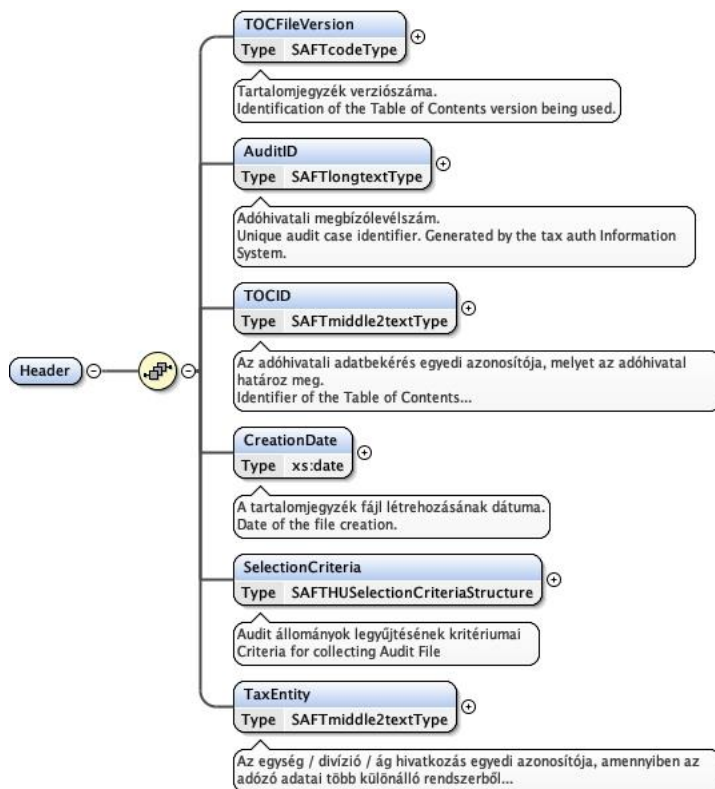 TOCFileVersion
Type SAFTcodeType
Tartalomjegyzék verziószáma.
Identification of the Table of Contents version being used.
AuditID
Type SAFTlongtextType
Adóhivatali megbízólevélszám.
Unique audit case identifier. Generated by the tax auth Information
System.
TOCID
Type SAFTmiddle2textType
Az adóhivatali adatbekérés egyedi azonosítója, melyet az adóhivatal
határoz meg.
Identifier of the Table of Contents...
Header
CreationDate
Type xs:date
A tartalomjegyzék fájl létrehozásának dátuma.
Date of the file creation.
SelectionCriteria
Type SAFTHUSelectionCriteriaStructure
Audit állományok legyűjtésének kritériumai
Criteria for collecting Audit File
TaxEntity
Type SAFTmiddle2textType
Az egység / divízió / ág hivatkozás egyedi azonosítója, amennyiben az
adózó adatai több különálló rendszerből...